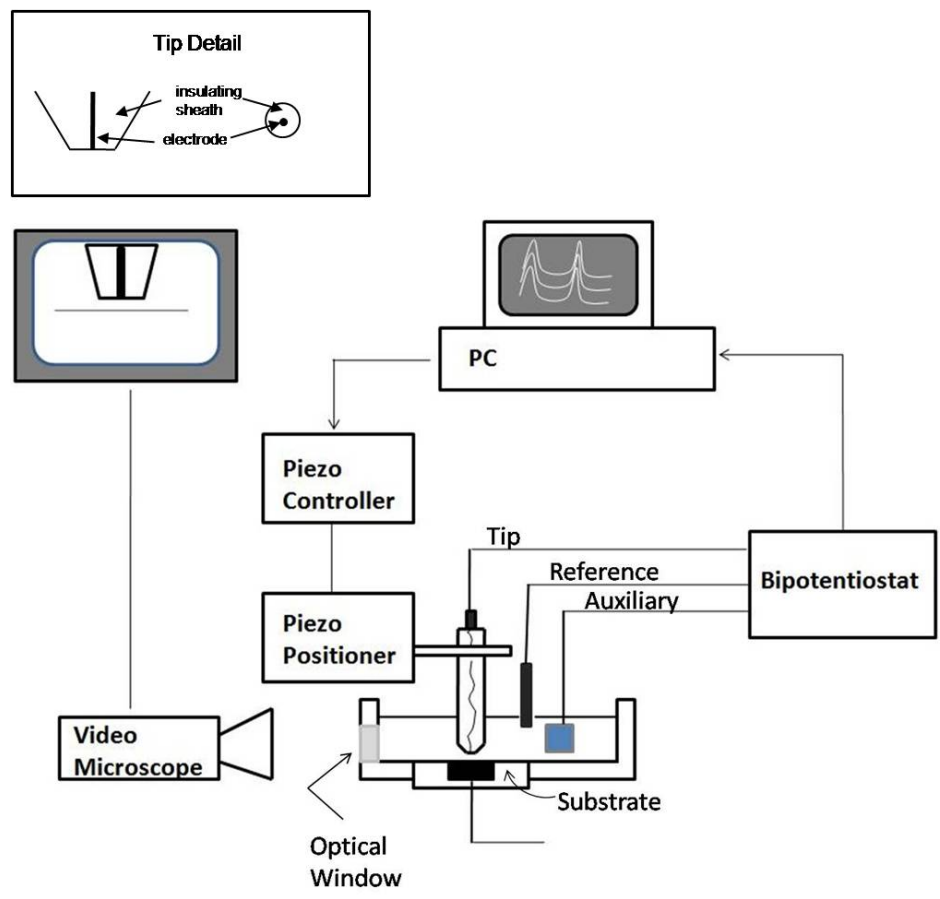 Tip Detail
insulating
sheath
electrode
PC
Piezo
Controller
Tip
Reference
Auxiliary
Bipotentiostat
Piezo
Positioner
Video
Microscope
Substrate
Optical
Window